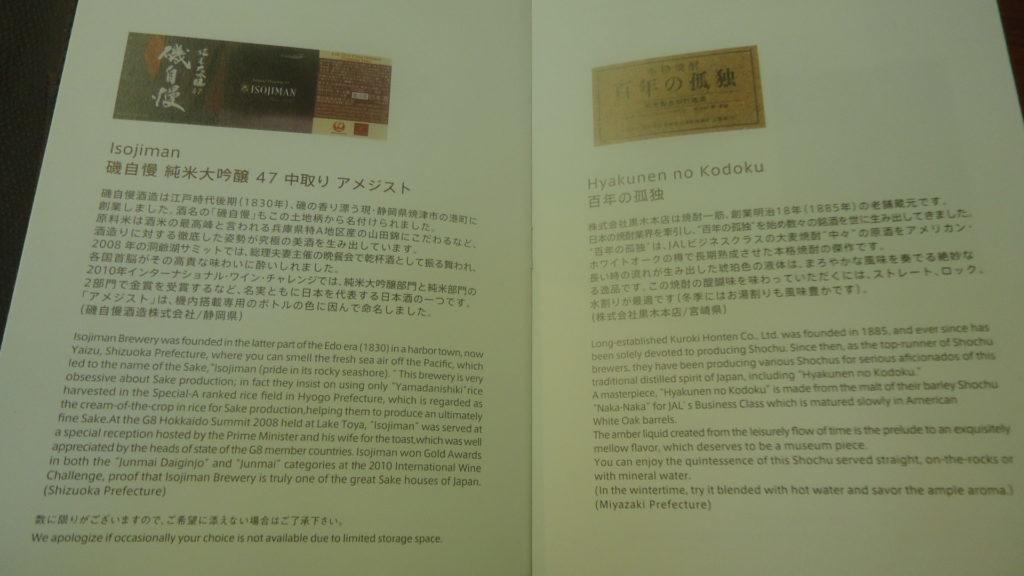 磯自慢
ISOJIMAN
Isojiman
磯自慢 純米大吟醸 47 中取り アメジスト
磯自慢酒造は江戸時代後期(1830年)、磯の香り漂う現・静岡県焼津市の港町に
創業しました。酒名の「磯自慢」もこの土地柄から名付けられました。
原料米は酒米の最高峰と言われる兵庫県特A地区産の山田錦にこだわるなど、
酒造りに対する徹底した姿勢が究極の美酒を生み出しています。
2008年の洞爺湖サミットでは、総理夫妻主催の晩餐会で乾杯酒として振る舞われ、
各国首脳がその高貴な味わいに酔いしれました。
2010年インターナショナル・ワイン・チャレンジでは、純米大吟醸部門と純米部門の
2部門で金賞を受賞するなど、名実ともに日本を代表する日本酒の一つです。
「アメジスト」は、機内搭載専用のボトルの色に因んで命名しました。
(磯自慢酒造株式会社/静岡県)
Isojiman Brewery was founded in the latter part of the Edo era (1830) in a harbor town, now
Yaizu, Shizuoka Prefecture, where you can smell the fresh sea air off the Pacific, which
led to the name of the Sake, "Isojiman (pride in its rocky seashore). " This brewery is very
obsessive about Sake production; in fact they insist on using only "Yamadanishiki" rice
harvested in the Special-A ranked rice field in Hyogo Prefecture, which is regarded as
the cream-of-the-crop in rice for Sake production,helping them to produce an ultimately
fine Sake.At the G8 Hokkaido Summit 2008 held at Lake Toya, "Isojiman" was served at
a special reception hosted by the Prime Minister and his wife for the toast,which was well
appreciated by the heads of state of the G8 member countries. Isojiman won Gold Awards
in both the "Junmai Daiginjo" and "Junmai" categories at the 2010 International Wine
Challenge, proof that Isojiman Brewery is truly one of the great Sake houses of Japan.
(Shizuoka Prefecture)
数に限りがございますので、ご希望に添えない場合はご了承下さい。
We apologize if occasionally your choice is not available due to limited storage space.
本格焼酎
百年の孤独
Hyakunen no Kodoku
百年の孤独
株式会社黒木本店は焼酎一筋、創業明治18年(1885年)の老舗蔵元です。
日本の焼酎業界を牽引し、"百年の孤独"を始め数々の銘酒を世に生み出してきました。
"百年の孤独"は、JALビジネスクラスの大麦焼酎"中々"の原酒をアメリカン・
ホワイトオークの樽で長期熟成させた本格焼酎の傑作です。
長い時の流れが生み出した琥珀色の液体は、まろやかな風味を奏でる絶妙な
る逸品です。この焼酎の醍醐味を味わっていただくには、ストレート、ロック、
水割りが最適です(冬季にはお湯割りも風味豊かです)。
(株式会社黒木本店/宮崎県)
Long-established Kuroki Honten Co., Ltd. was founded in 1885, and ever since has
been solely devoted to producing Shochu. Since then, as the top-runner of Shochu
brewers, they have been producing various Shochus for serious aficionados of this
traditional distilled spirit of Japan, including "Hyakunen no Kodoku."
A masterpiece, "Hyakunen no Kodoku" is made from the malt of their barley Shochu
"Naka-Naka" for JAL' s Business Class which is matured slowly in American
White Oak barrels.
The amber liquid created from the leisurely flow of time is the prelude to an exquisitely
mellow flavor, which deserves to be a museum piece.
You can enjoy the quintessence of this Shochu served straight, on-the-rocks or
with mineral water.
(In the wintertime, try it blended with hot water and savor the ample aroma.)
(Miyazaki Prefecture)